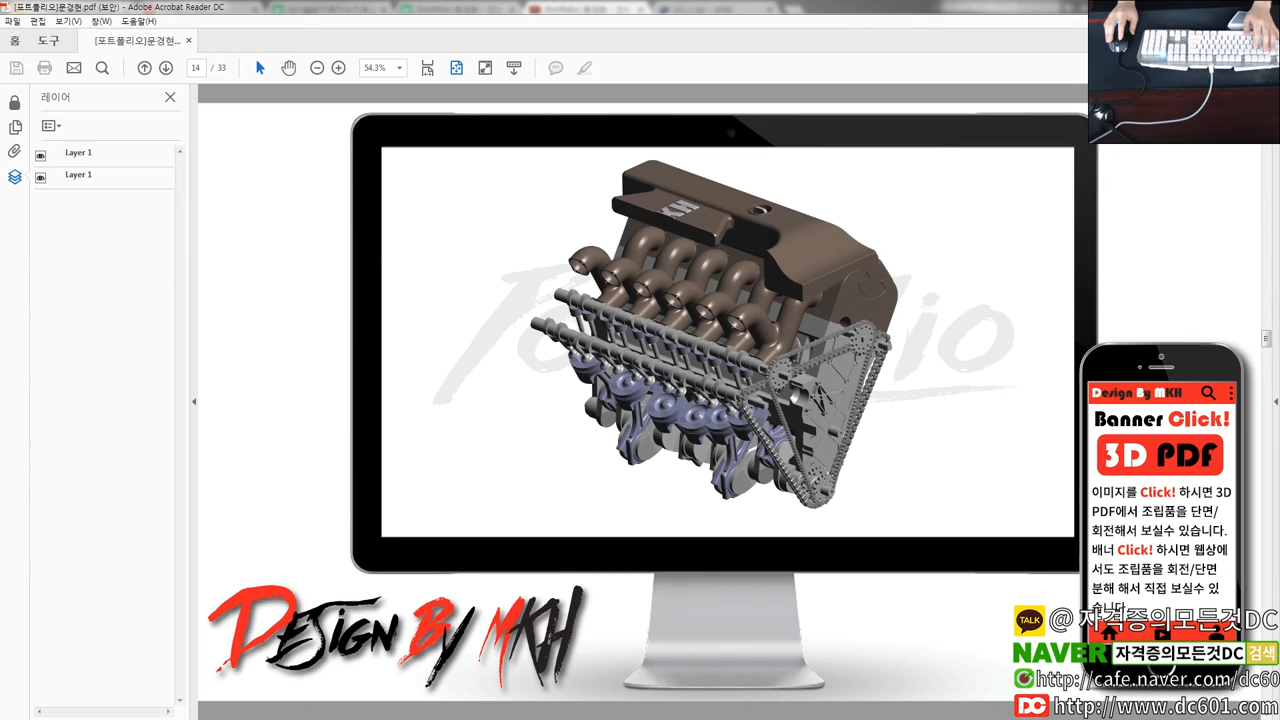 [포트폴리오]문경현.pdf (보안) - Adobe Acrobat Reader DC
파일 편집 보기(V) 창(W) 도움말(H)
홈 도구 [포트폴리오]문경현... ×
14 / 33 54.3%
레이어
Layer 1
Layer 1
KH
Portfolio
Design By MKH
Design By MKH
Banner Click!
3D PDF
이미지를 Click! 하시면 3D
PDF에서 조립품을 단면/
회전해서 보실수 있습니다.
배너 Click! 하시면 웹상에
서도 조립품을 회전/단면
분해 해서 직접 보실수 있
습니다.
TALK @ 자격증의모든것DC
NAVER 자격증의모든것DC 검색
http://cafe.naver.com/dc60
DC http://www.dc601.com